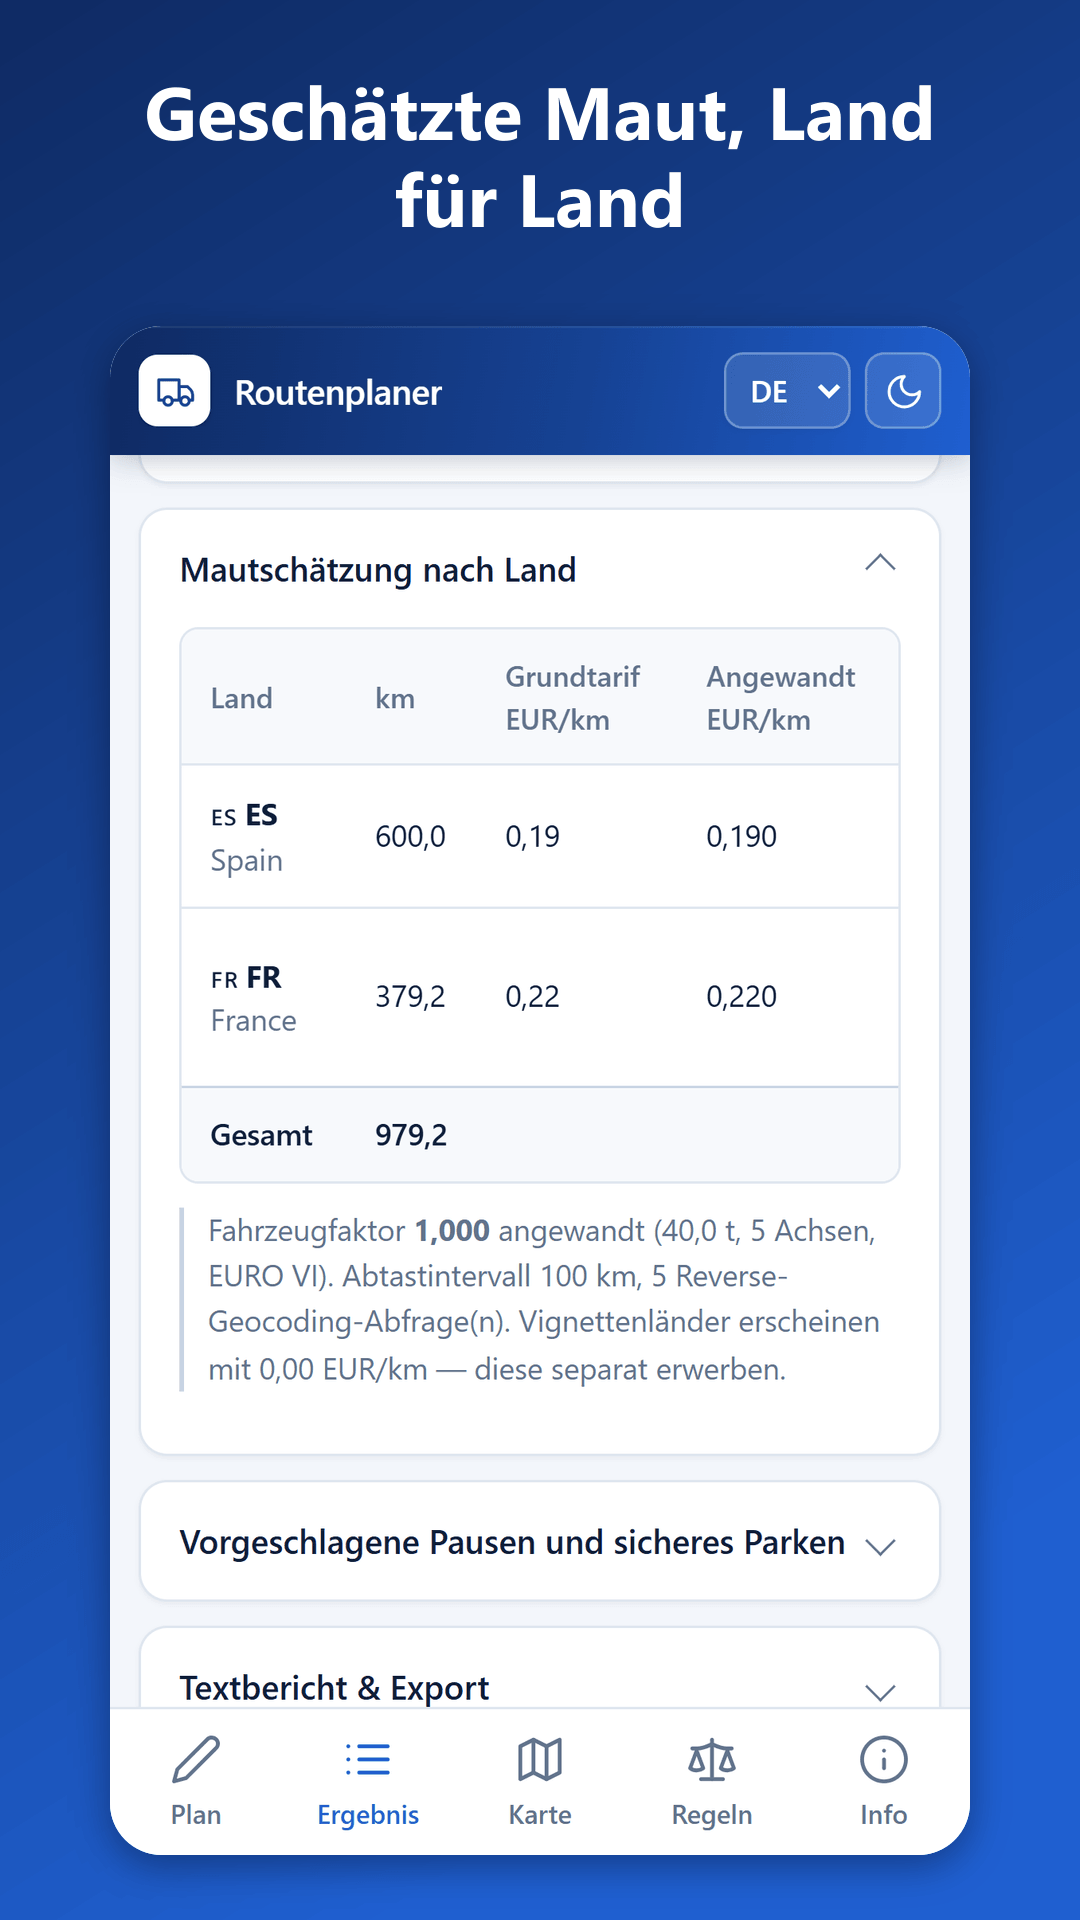 Geschätzte Maut, Land
für Land
Routenplaner
DE
Mautschätzung nach Land
Land km Grundtarif EUR/km Angewandt EUR/km
ES ES Spain 600,0 0,19 0,190
FR FR France 379,2 0,22 0,220
Gesamt 979,2
Fahrzeugfaktor 1,000 angewandt (40,0 t, 5 Achsen,
EURO VI). Abtastintervall 100 km, 5 Reverse-
Geocoding-Abfrage(n). Vignettenländer erscheinen
mit 0,00 EUR/km — diese separat erwerben.
Vorgeschlagene Pausen und sicheres Parken
Textbericht & Export
Plan Ergebnis Karte Regeln Info